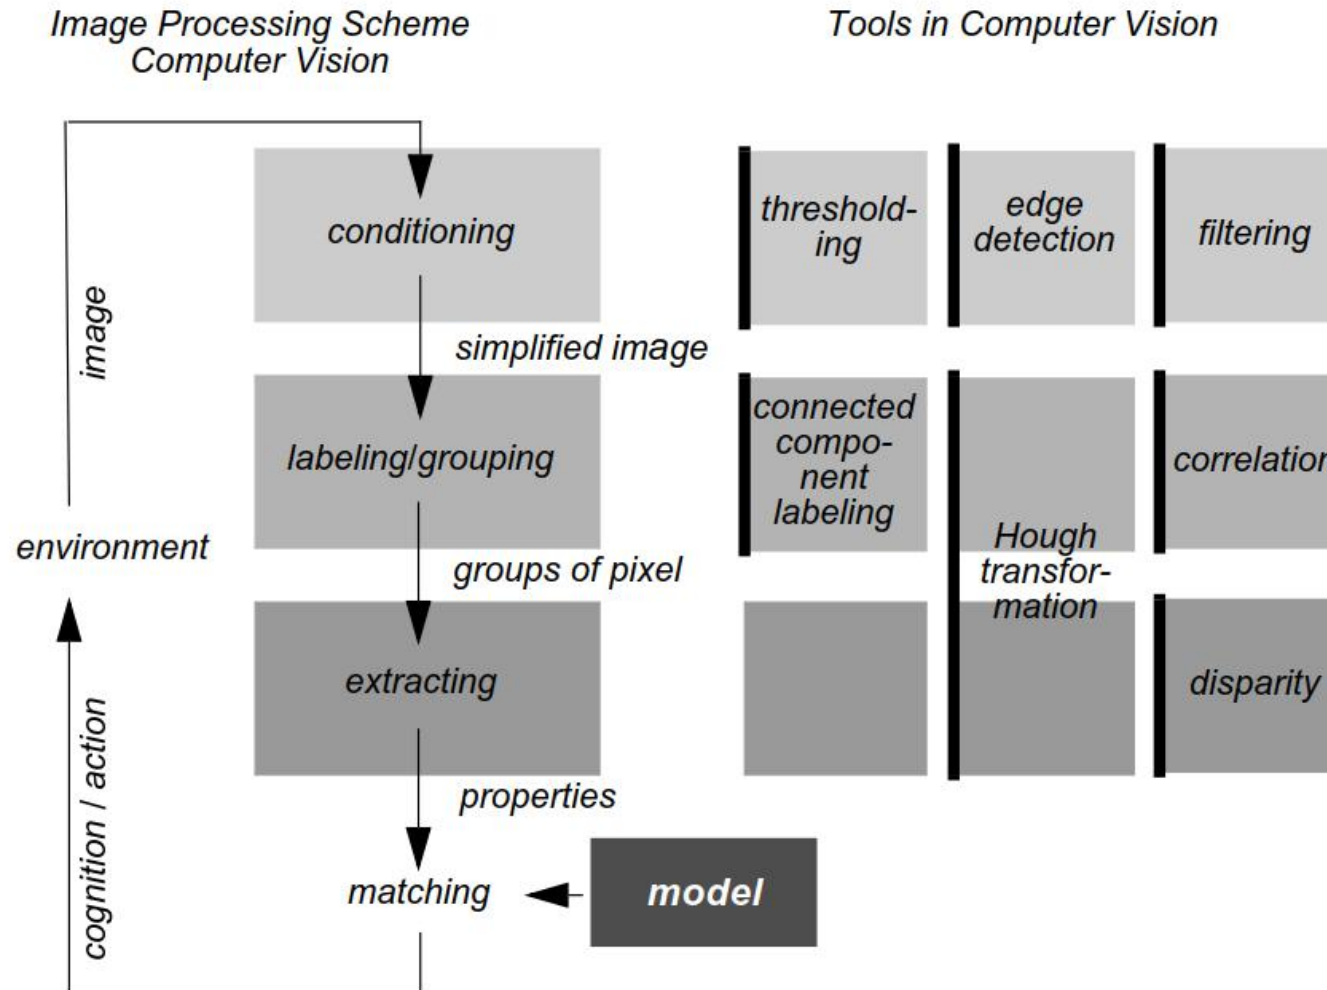 Image Processing Scheme
Computer Vision
Tools in Computer Vision
image
conditioning
simplified image
labeling/grouping
environment
groups of pixel
extracting
cognition / action
properties
matching
model
threshold-
ing
edge
detection
filtering
connected
compo-
nent
labeling
correlation
Hough
transfor-
mation
disparity